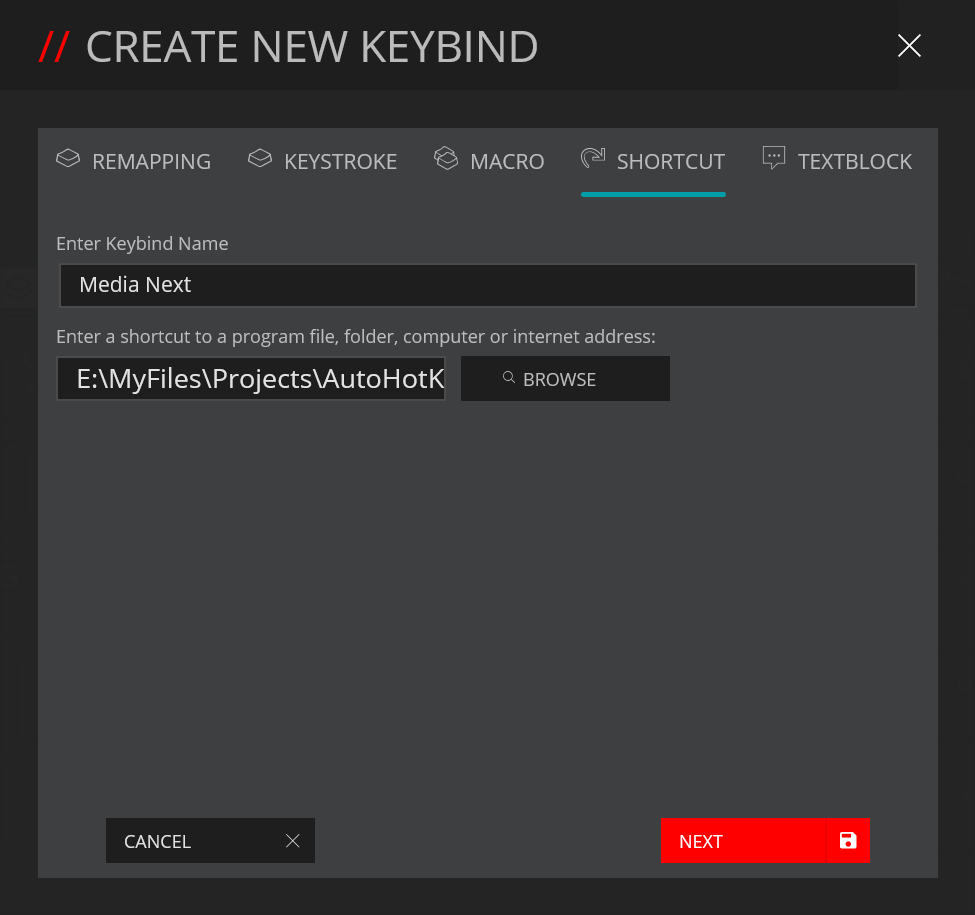 // CREATE NEW KEYBIND
REMAPPING KEYSTROKE MACRO SHORTCUT TEXTBLOCK
Enter Keybind Name
Media Next
Enter a shortcut to a program file, folder, computer or internet address:
E:\MyFiles\Projects\AutoHotK BROWSE
CANCEL NEXT